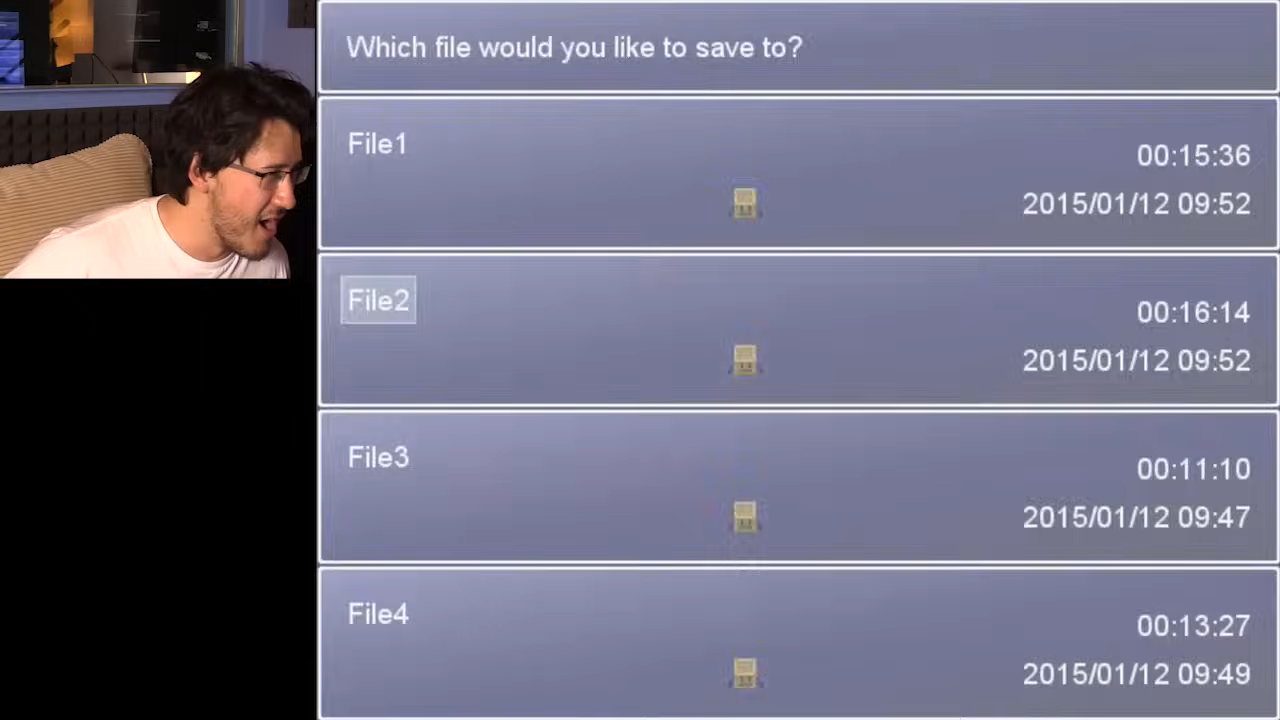 Which file would you like to save to?
File1
00:15:36
2015/01/12 09:52
File2
00:16:14
2015/01/12 09:52
File3
00:11:10
2015/01/12 09:47
File4
00:13:27
2015/01/12 09:49